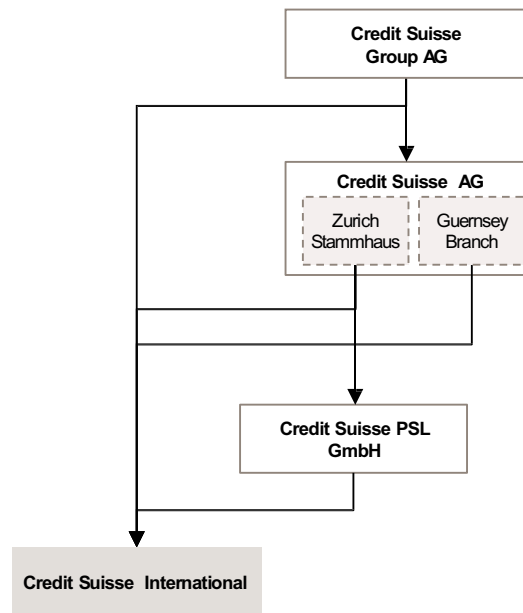 Credit Suisse
Group AG
Credit Suisse AG
Zurich
Stammhaus
Guernsey
Branch
Credit Suisse PSL
GmbH
Credit Suisse International